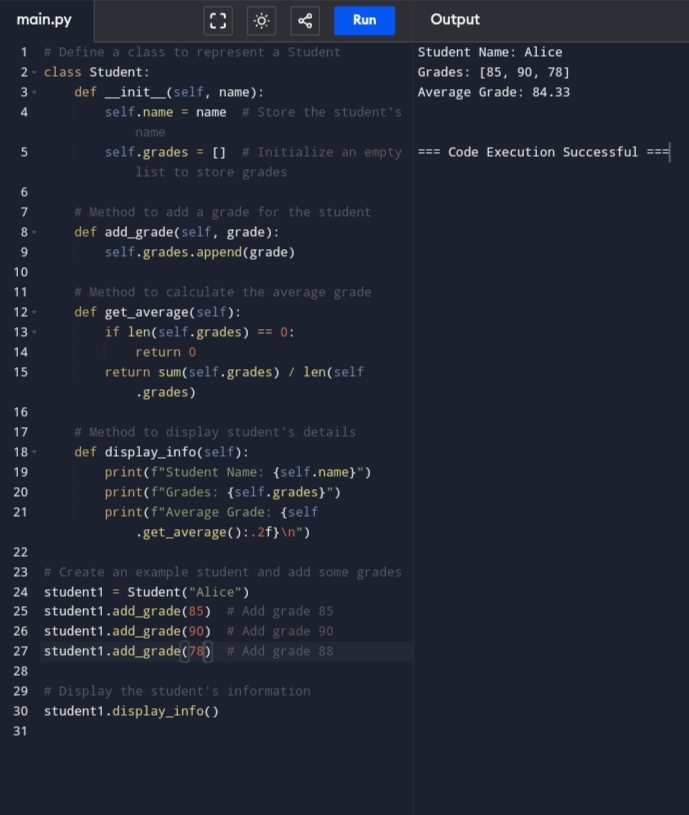 main.py
Run
Output
1 # Define a class to represent a Student
2 class Student:
3     def __init__(self, name):
4         self.name = name  # Store the student's
            name
5         self.grades = []  # Initialize an empty
            list to store grades
6
7     # Method to add a grade for the student
8     def add_grade(self, grade):
9         self.grades.append(grade)
10
11     # Method to calculate the average grade
12     def get_average(self):
13         if len(self.grades) == 0:
14             return 0
15         return sum(self.grades) / len(self
            .grades)
16
17     # Method to display student's details
18     def display_info(self):
19         print(f"Student Name: {self.name}")
20         print(f"Grades: {self.grades}")
21         print(f"Average Grade: {self
            .get_average():.2f}\n")
22
23 # Create an example student and add some grades
24 student1 = Student("Alice")
25 student1.add_grade(85)  # Add grade 85
26 student1.add_grade(90)  # Add grade 90
27 student1.add_grade(78)  # Add grade 88
28
29 # Display the student's information
30 student1.display_info()
31
Student Name: Alice
Grades: [85, 90, 78]
Average Grade: 84.33
=== Code Execution Successful ===